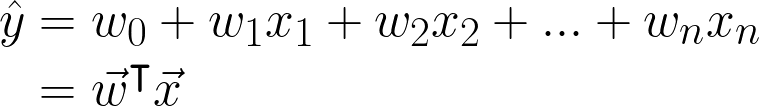 ŷ = w₀ + w₁x₁ + w₂x₂ + ... + wₙxₙ
= w⃗ᵀx⃗